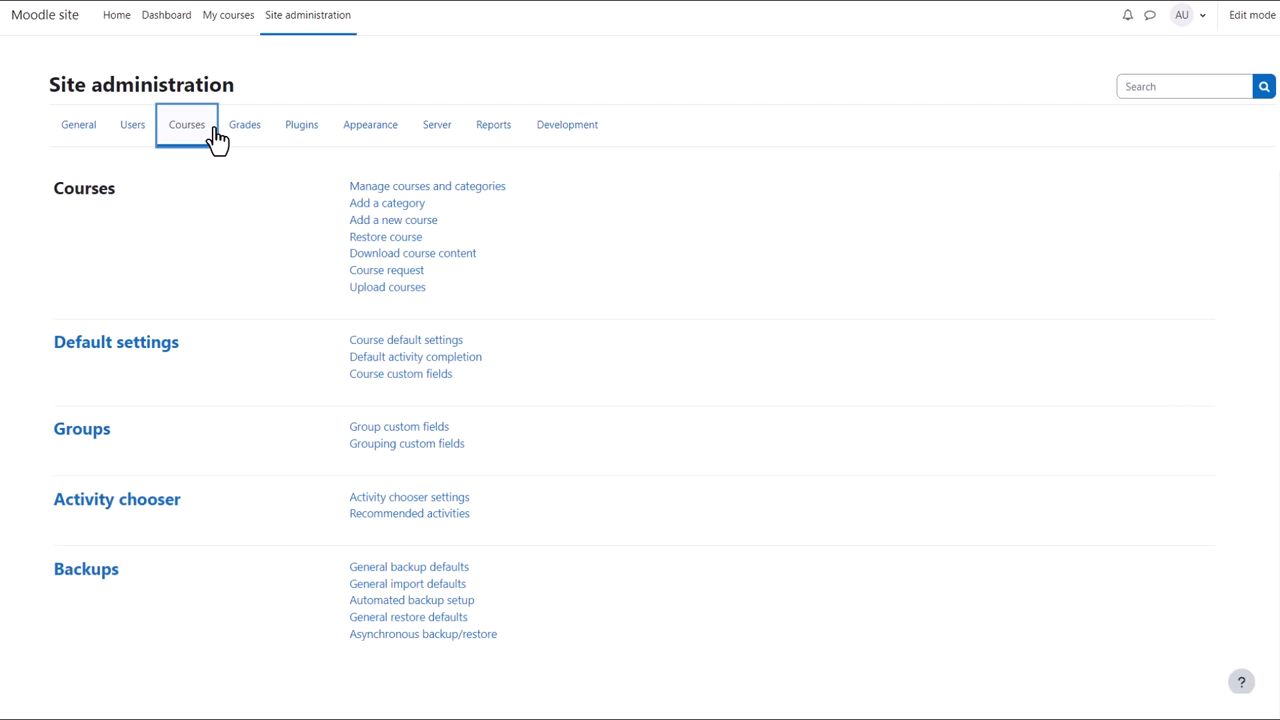 Moodle site Home Dashboard My courses Site administration AU Edit mode
Site administration
Search
General Users Courses Grades Plugins Appearance Server Reports Development
Courses
Manage courses and categories
Add a category
Add a new course
Restore course
Download course content
Course request
Upload courses
Default settings
Course default settings
Default activity completion
Course custom fields
Groups
Group custom fields
Grouping custom fields
Activity chooser
Activity chooser settings
Recommended activities
Backups
General backup defaults
General import defaults
Automated backup setup
General restore defaults
Asynchronous backup/restore
?